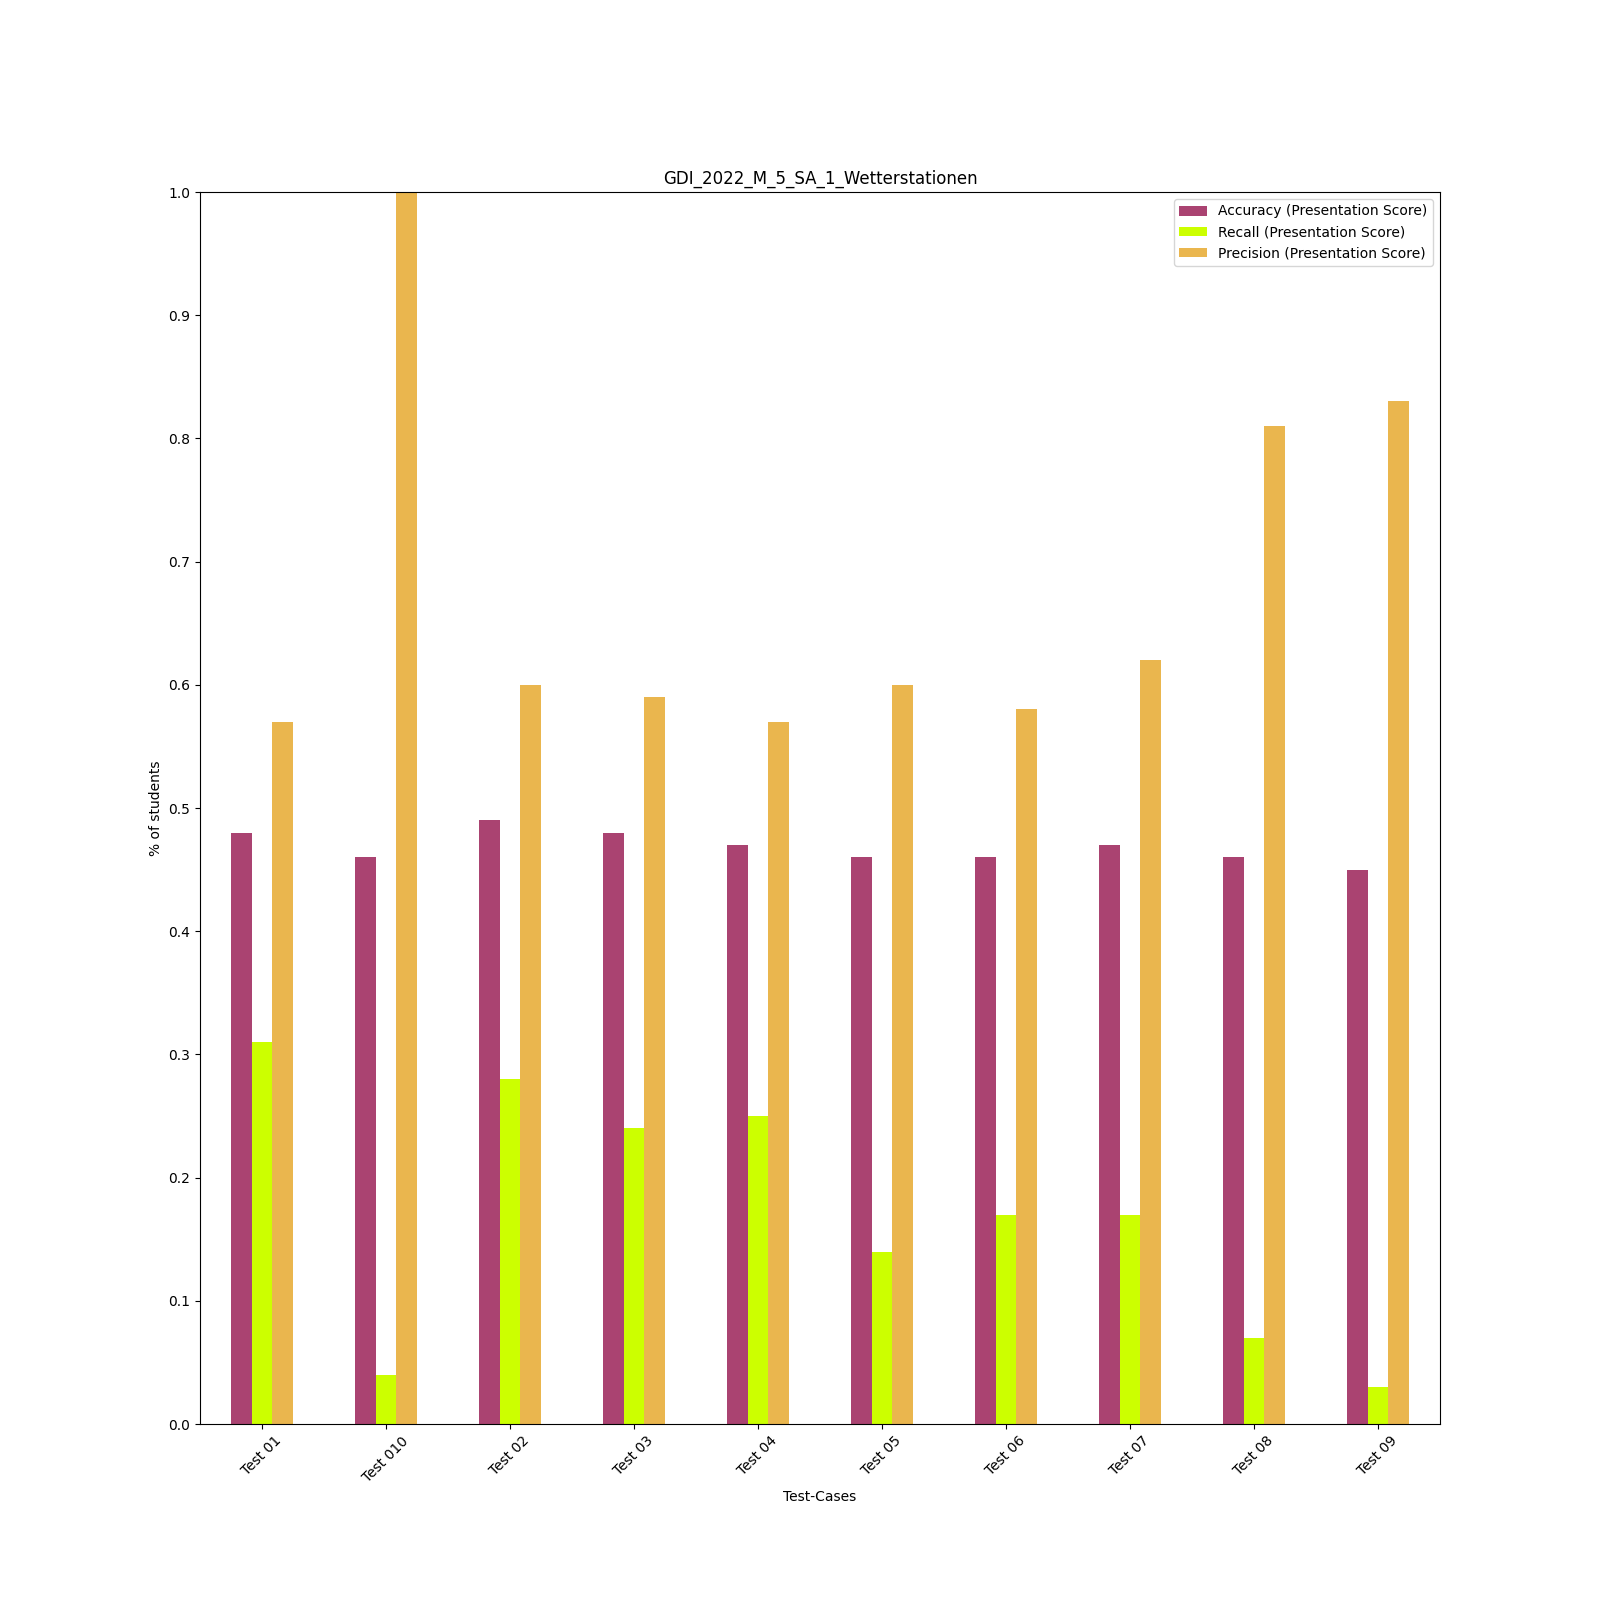 GDI_2022_M_5_SA_1_Wetterstationen
Accuracy (Presentation Score)
Recall (Presentation Score)
Precision (Presentation Score)
% of students
1.0
0.9
0.8
0.7
0.6
0.5
0.4
0.3
0.2
0.1
0.0
Test 01
Test 010
Test 02
Test 03
Test 04
Test 05
Test 06
Test 07
Test 08
Test 09
Test-Cases